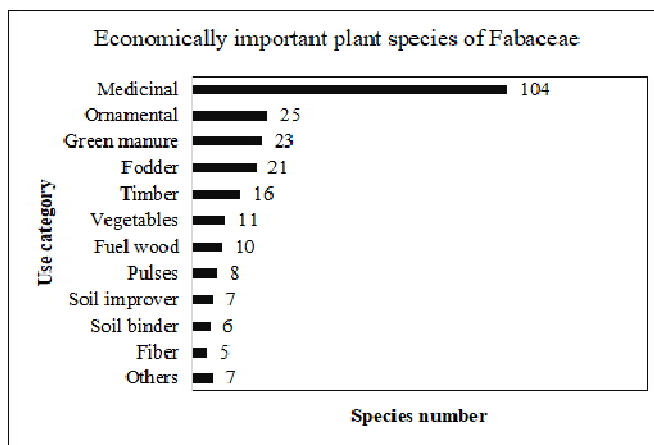 Economically important plant species of Fabaceae
Use category
Medicinal 104
Ornamental 25
Green manure 23
Fodder 21
Timber 16
Vegetables 11
Fuel wood 10
Pulses 8
Soil improver 7
Soil binder 6
Fiber 5
Others 7
Species number